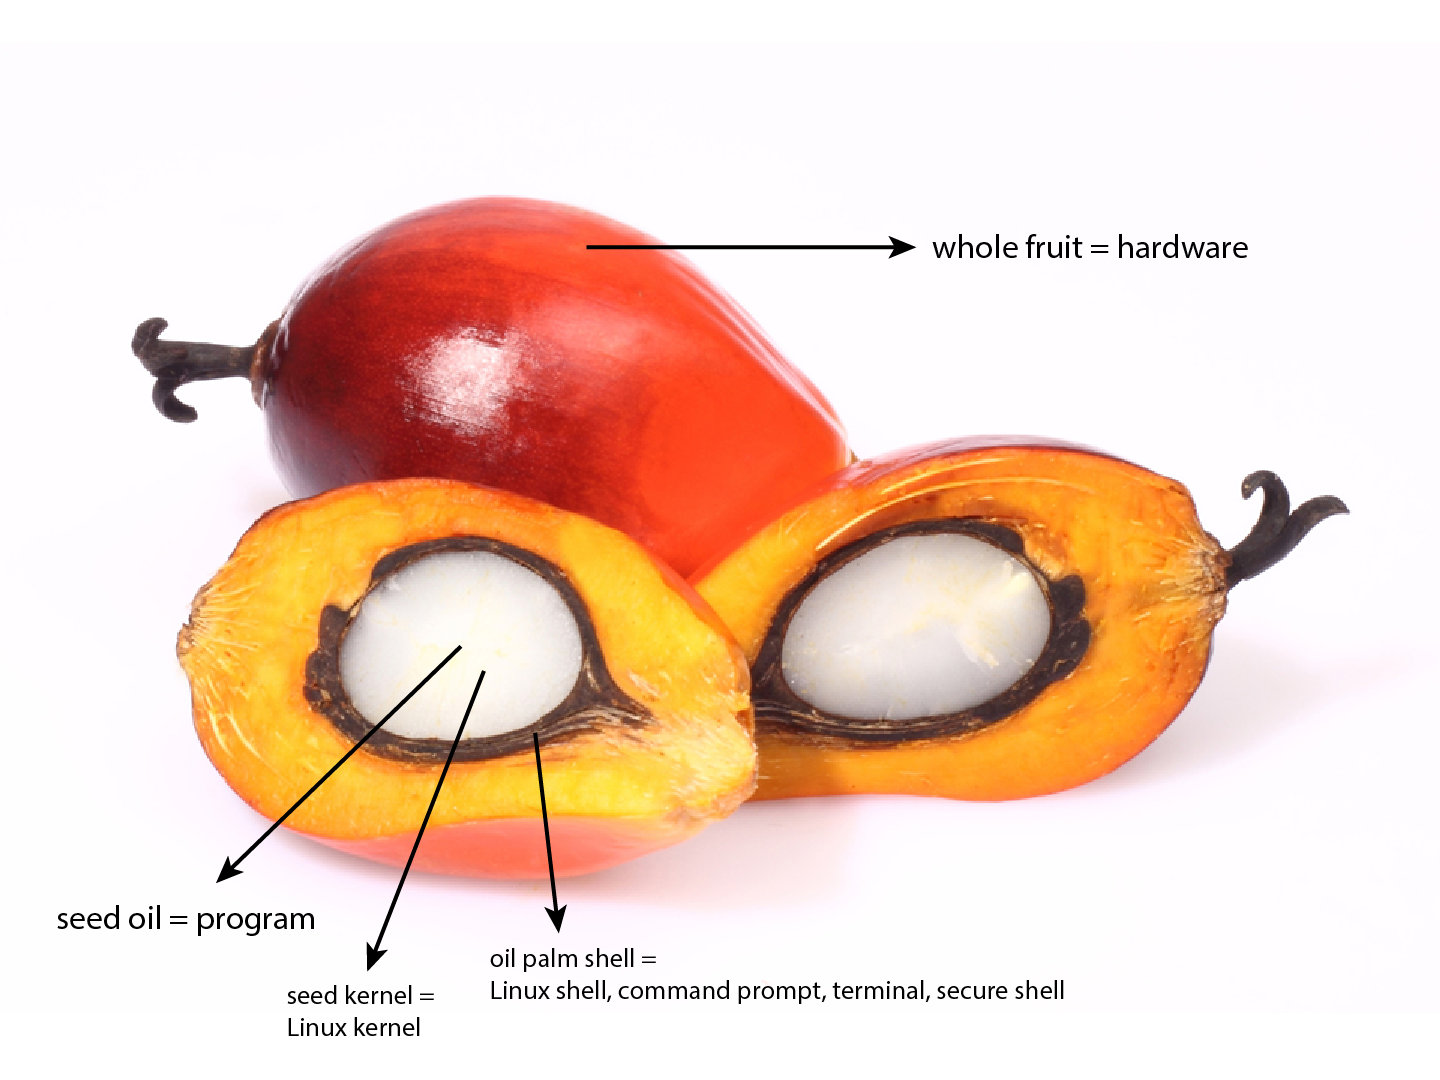 whole fruit = hardware
seed oil = program
oil palm shell =
Linux shell, command prompt, terminal, secure shell
seed kernel =
Linux kernel